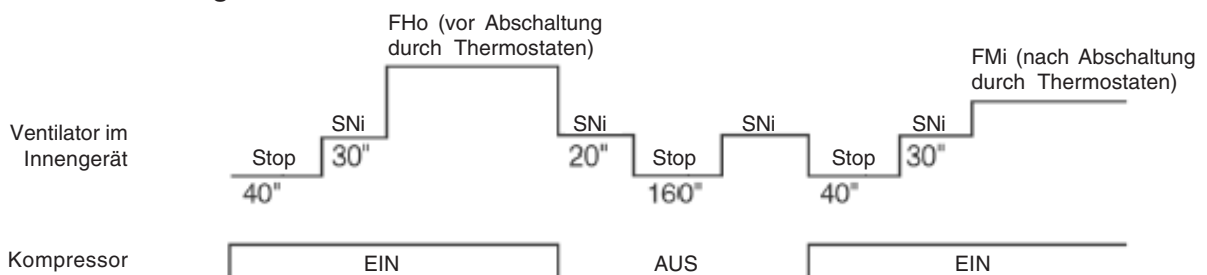 FHo (vor Abschaltung
durch Thermostaten)
FMi (nach Abschaltung
durch Thermostaten)
Ventilator im
Innengerät
Stop
40"
SNi
30"
SNi
20"
Stop
160"
SNi
Stop
40"
SNi
30"
Kompressor
EIN
AUS
EIN